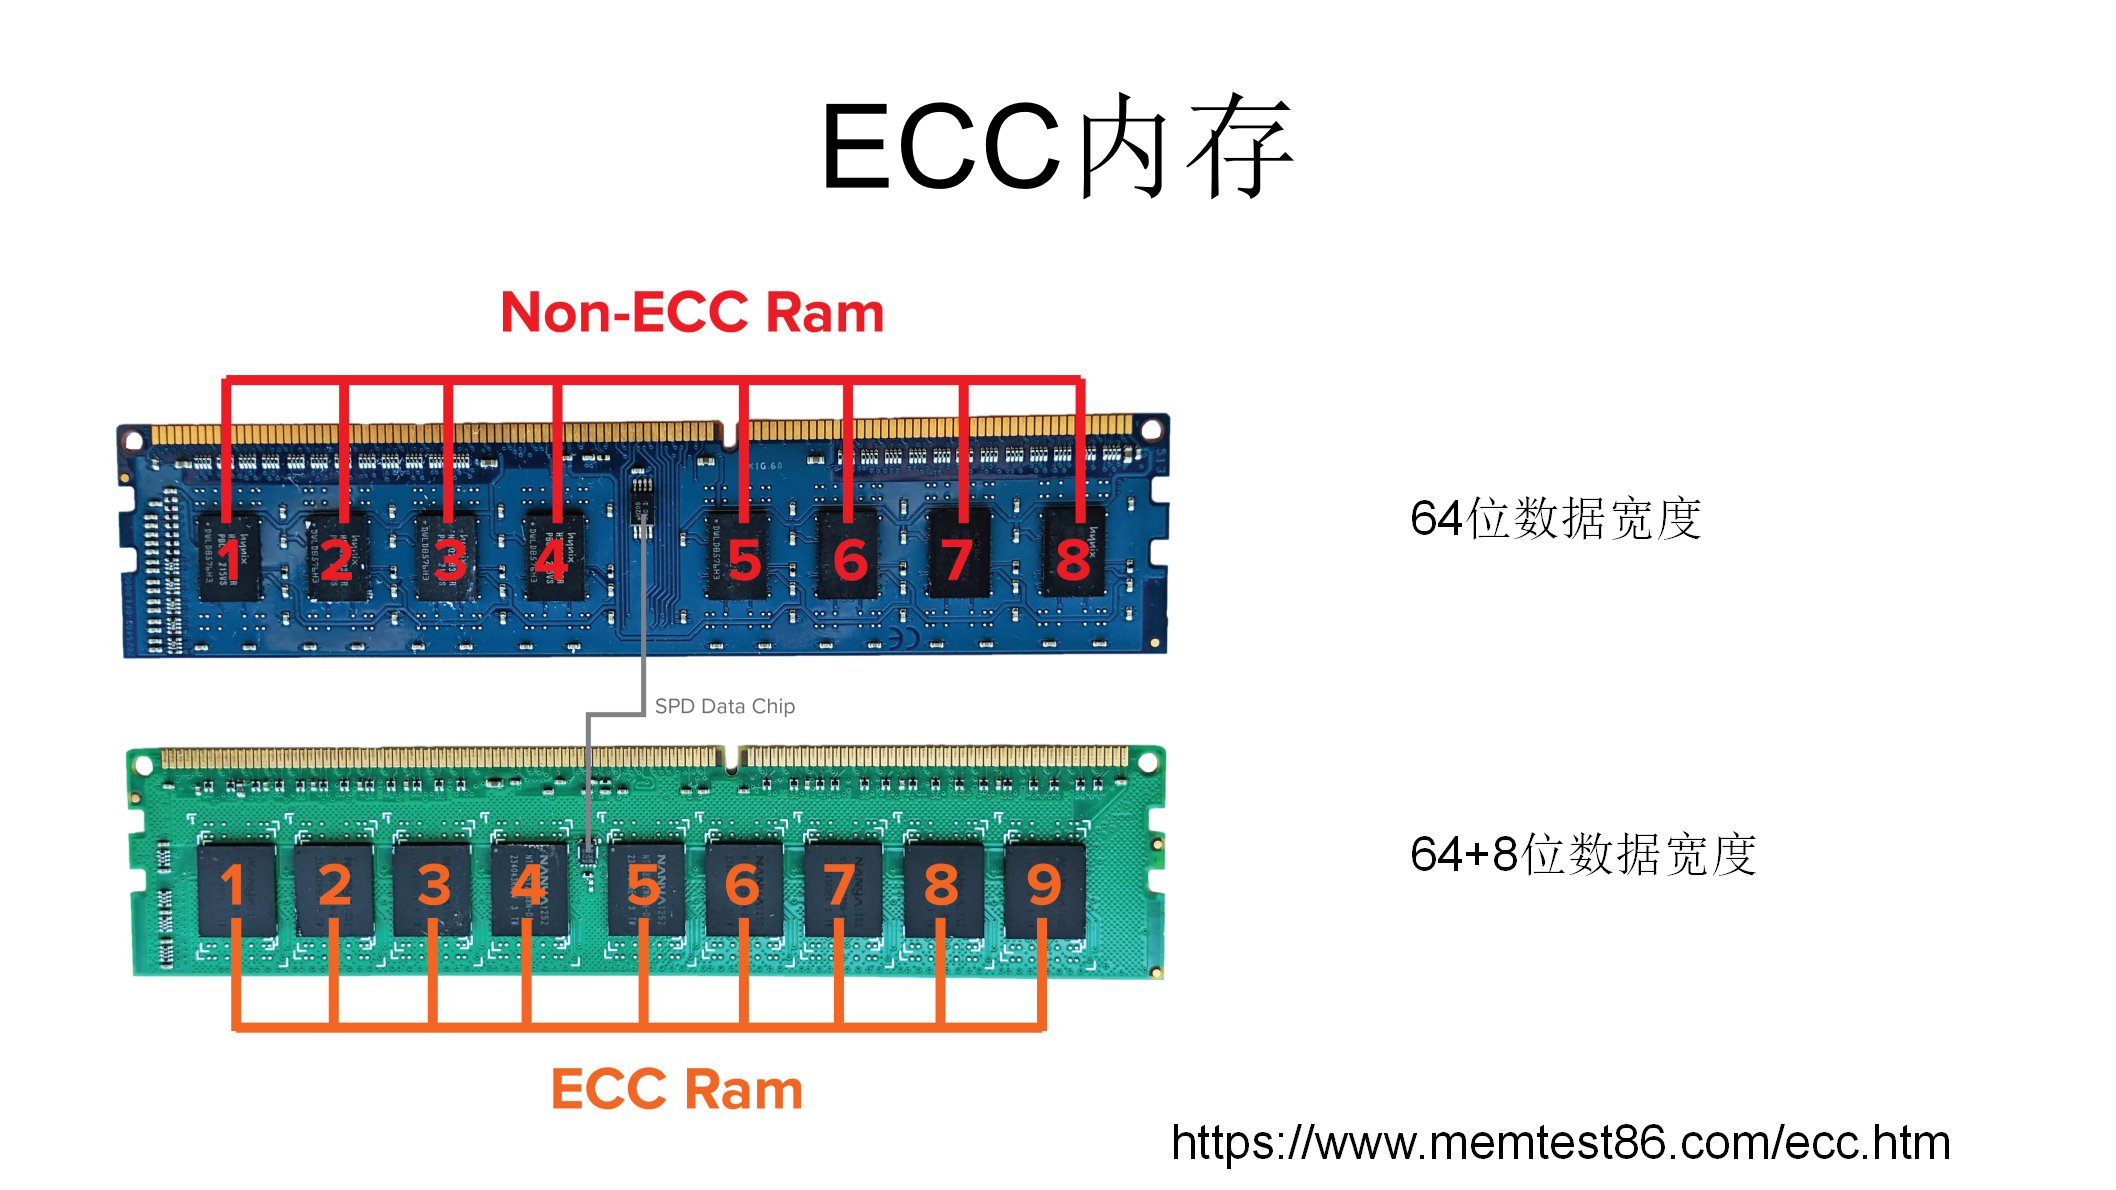 ECC内存
Non-ECC Ram
1 2 3 4 5 6 7 8
64位数据宽度
SPD Data Chip
1 2 3 4 5 6 7 8 9
64+8位数据宽度
ECC Ram
https://www.memtest86.com/ecc.htm